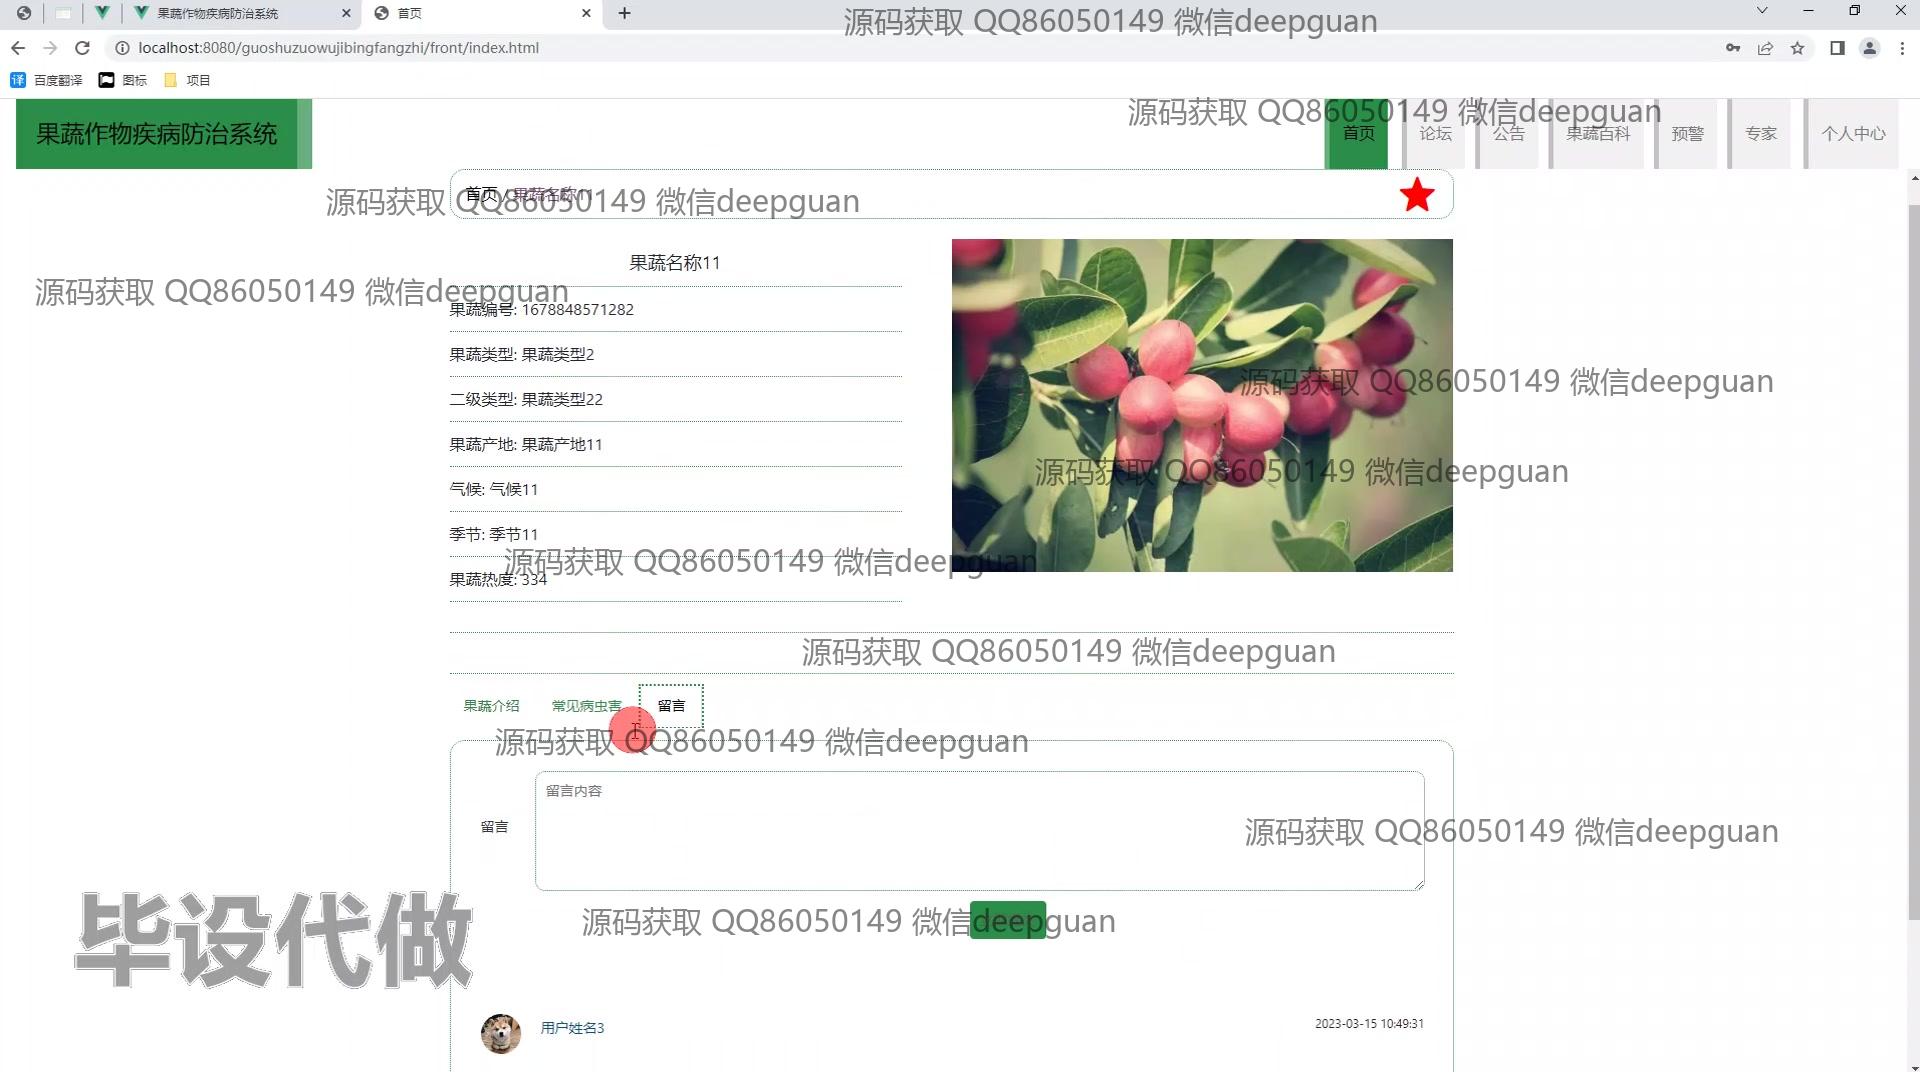 果蔬作物疾病防治系统
首页
源码获取 QQ86050149 微信deepguan
localhost:8080/guoshuzuowujibingfangzhi/front/index.html
百度翻译 图标 项目
源码获取 QQ86050149 微信deepguan
果蔬作物疾病防治系统
首页 论坛 公告 果蔬百科 预警 专家 个人中心
首页 / 果蔬名称11
源码获取 QQ86050149 微信deepguan
果蔬名称11
源码获取 QQ86050149 微信deepguan
果蔬编号: 1678848571282
果蔬类型: 果蔬类型2
源码获取 QQ86050149 微信deepguan
二级类型: 果蔬类型22
果蔬产地: 果蔬产地11
源码获取 QQ86050149 微信deepguan
气候: 气候11
季节: 季节11
源码获取 QQ86050149 微信deepguan
果蔬热度: 334
源码获取 QQ86050149 微信deepguan
果蔬介绍 常见病虫害 留言
源码获取 QQ86050149 微信deepguan
留言内容
留言
源码获取 QQ86050149 微信deepguan
源码获取 QQ86050149 微信deepguan
毕设代做
用户姓名3
2023-03-15 10:49:31